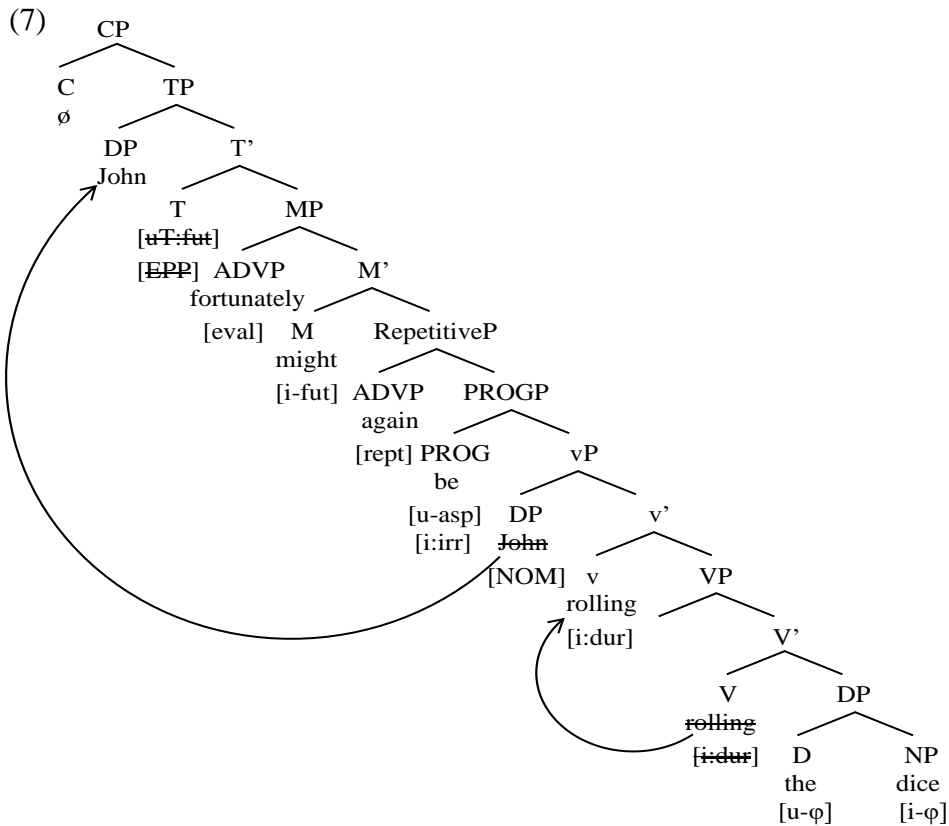 (7)
CP
C TP
ø
DP T’
John
T MP
[uT:fut]
[EPP] ADVP M’
fortunately
[eval] M RepetitiveP
might
[i-fut] ADVP PROGP
again
[rept] PROG vP
be
[u-asp] DP v’
[i:irr] John
[NOM] v VP
rolling
[i:dur] V’
V DP
rolling
[i:dur] D NP
the dice
[u-φ] [i-φ]